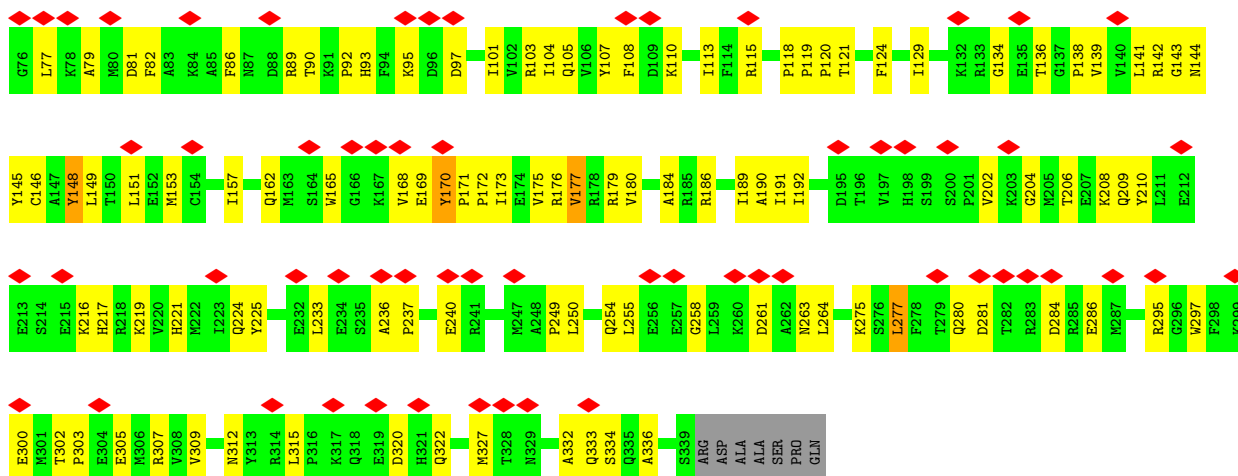 G76 L77 K78 A79 M80 D81 F82 A83 K84 A85 F86 N87 D88 R89 T90 K91 P92 H93 F94 K95 D96 D97 I101 V102 R103 I104 Q105 V106 Y107 F108 D109 K110 I113 F114 R115 P118 P119 P120 T121 F124 I129 K132 R133 G134 E135 T136 G137 P138 V139 V140 L141 R142 G143 N144
Y145 C146 A147 Y148 L149 T150 L151 E152 M153 C154 I157 Q162 M163 S164 W165 G166 K167 V168 E169 Y170 P171 P172 I173 E174 V175 R176 V177 R178 R179 V180 A184 R185 R186 I189 A190 I191 I192 D195 T196 V197 H198 S199 S200 P201 V202 K203 G204 M205 T206 E207 K208 Q209 Y210 L211 E212
E213 S214 E215 K216 H217 R218 K219 V220 H221 M222 I223 Q224 Y225 E232 L233 E234 S235 A236 P237 E240 R241 M247 A248 P249 L250 Q254 L255 E256 E257 G258 L259 K260 D261 A262 N263 L264 K275 S276 L277 F278 T279 Q280 D281 T282 R283 D284 R285 E286 M287 R295 G296 W297 F298 K299
E300 M301 T302 P303 E304 E305 M306 R307 V308 V309 N312 Y313 R314 L315 P316 K317 Q318 E319 D320 H321 Q322 M327 T328 N329 A332 Q333 S334 Q335 A336 S339 ARG ASP ALA ALA SER PRO GLN